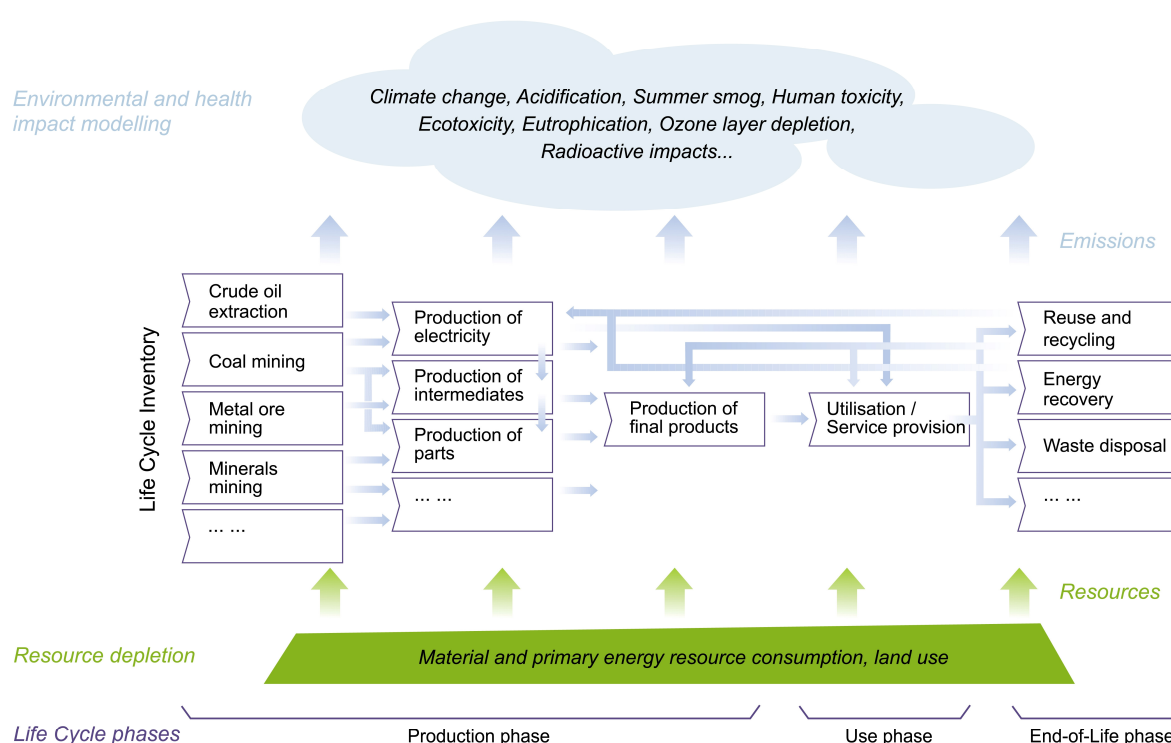 Environmental and health
impact modelling
Climate change, Acidification, Summer smog, Human toxicity,
Ecotoxicity, Eutrophication, Ozone layer depletion,
Radioactive impacts...
Emissions
Life Cycle Inventory
Crude oil
extraction
Coal mining
Metal ore
mining
Minerals
mining
... ...
Production of
electricity
Production of
intermediates
Production of
parts
... ...
Production of
final products
Utilisation /
Service provision
Reuse and
recycling
Energy
recovery
Waste disposal
... ...
Resources
Resource depletion
Material and primary energy resource consumption, land use
Life Cycle phases
Production phase
Use phase
End-of-Life phase